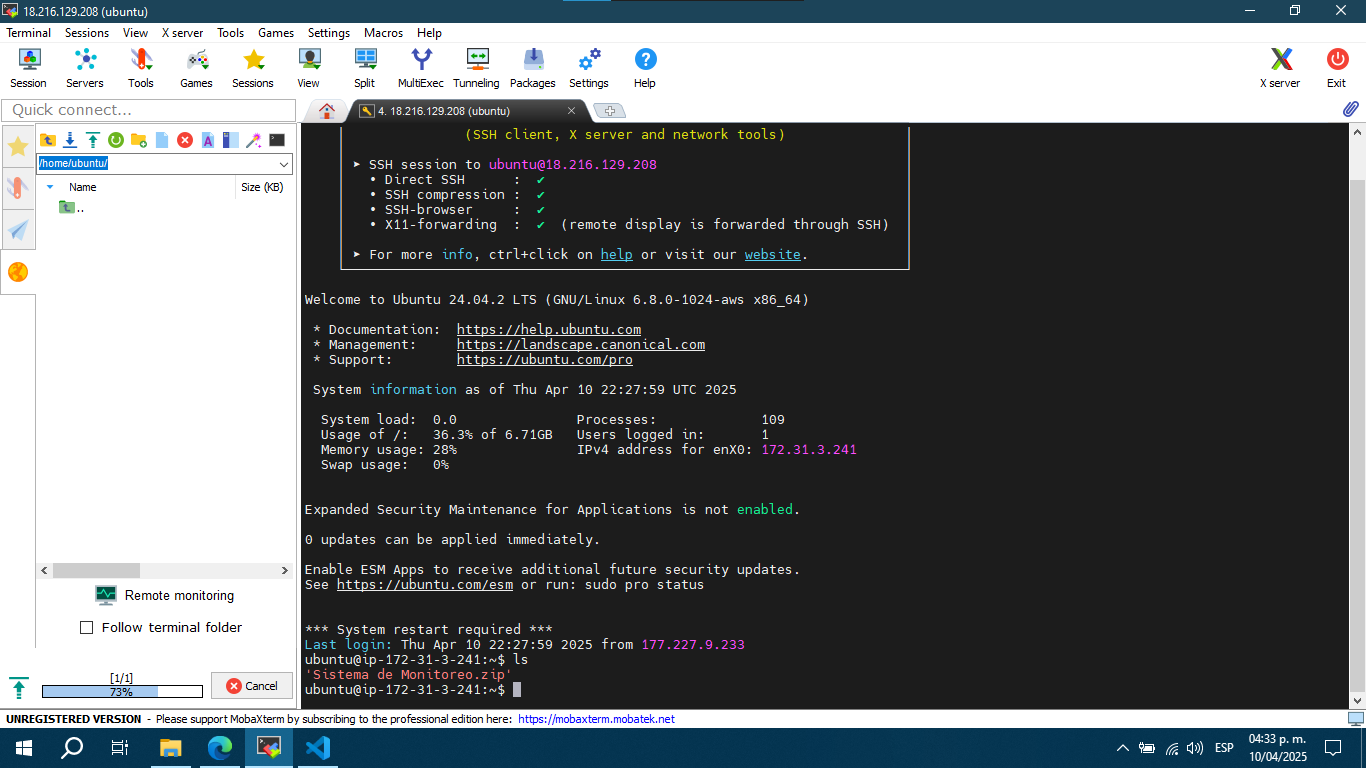 18.216.129.208 (ubuntu)
Terminal Sessions View X server Tools Games Settings Macros Help
Session Servers Tools Games Sessions View Split MultiExec Tunneling Packages Settings Help X server Exit
Quick connect...
4. 18.216.129.208 (ubuntu)
/home/ubuntu/
Name Size (KB)
..
(SSH client, X server and network tools)
➤ SSH session to ubuntu@18.216.129.208
• Direct SSH : ✔
• SSH compression : ✔
• SSH-browser : ✔
• X11-forwarding : ✔ (remote display is forwarded through SSH)
➤ For more info, ctrl+click on help or visit our website.
Welcome to Ubuntu 24.04.2 LTS (GNU/Linux 6.8.0-1024-aws x86_64)
* Documentation: https://help.ubuntu.com
* Management: https://landscape.canonical.com
* Support: https://ubuntu.com/pro
System information as of Thu Apr 10 22:27:59 UTC 2025
System load: 0.0 Processes: 109
Usage of /: 36.3% of 6.71GB Users logged in: 1
Memory usage: 28% IPv4 address for enX0: 172.31.3.241
Swap usage: 0%
Expanded Security Maintenance for Applications is not enabled.
0 updates can be applied immediately.
Enable ESM Apps to receive additional future security updates.
See https://ubuntu.com/esm or run: sudo pro status
*** System restart required ***
Last login: Thu Apr 10 22:27:59 2025 from 177.227.9.233
ubuntu@ip-172-31-3-241:~$ ls
'Sistema de Monitoreo.zip'
ubuntu@ip-172-31-3-241:~$
Remote monitoring
Follow terminal folder
[1/1]
73%
Cancel
UNREGISTERED VERSION - Please support MobaXterm by subscribing to the professional edition here: https://mobaxterm.mobatek.net
ESP
04:33 p. m.
10/04/2025